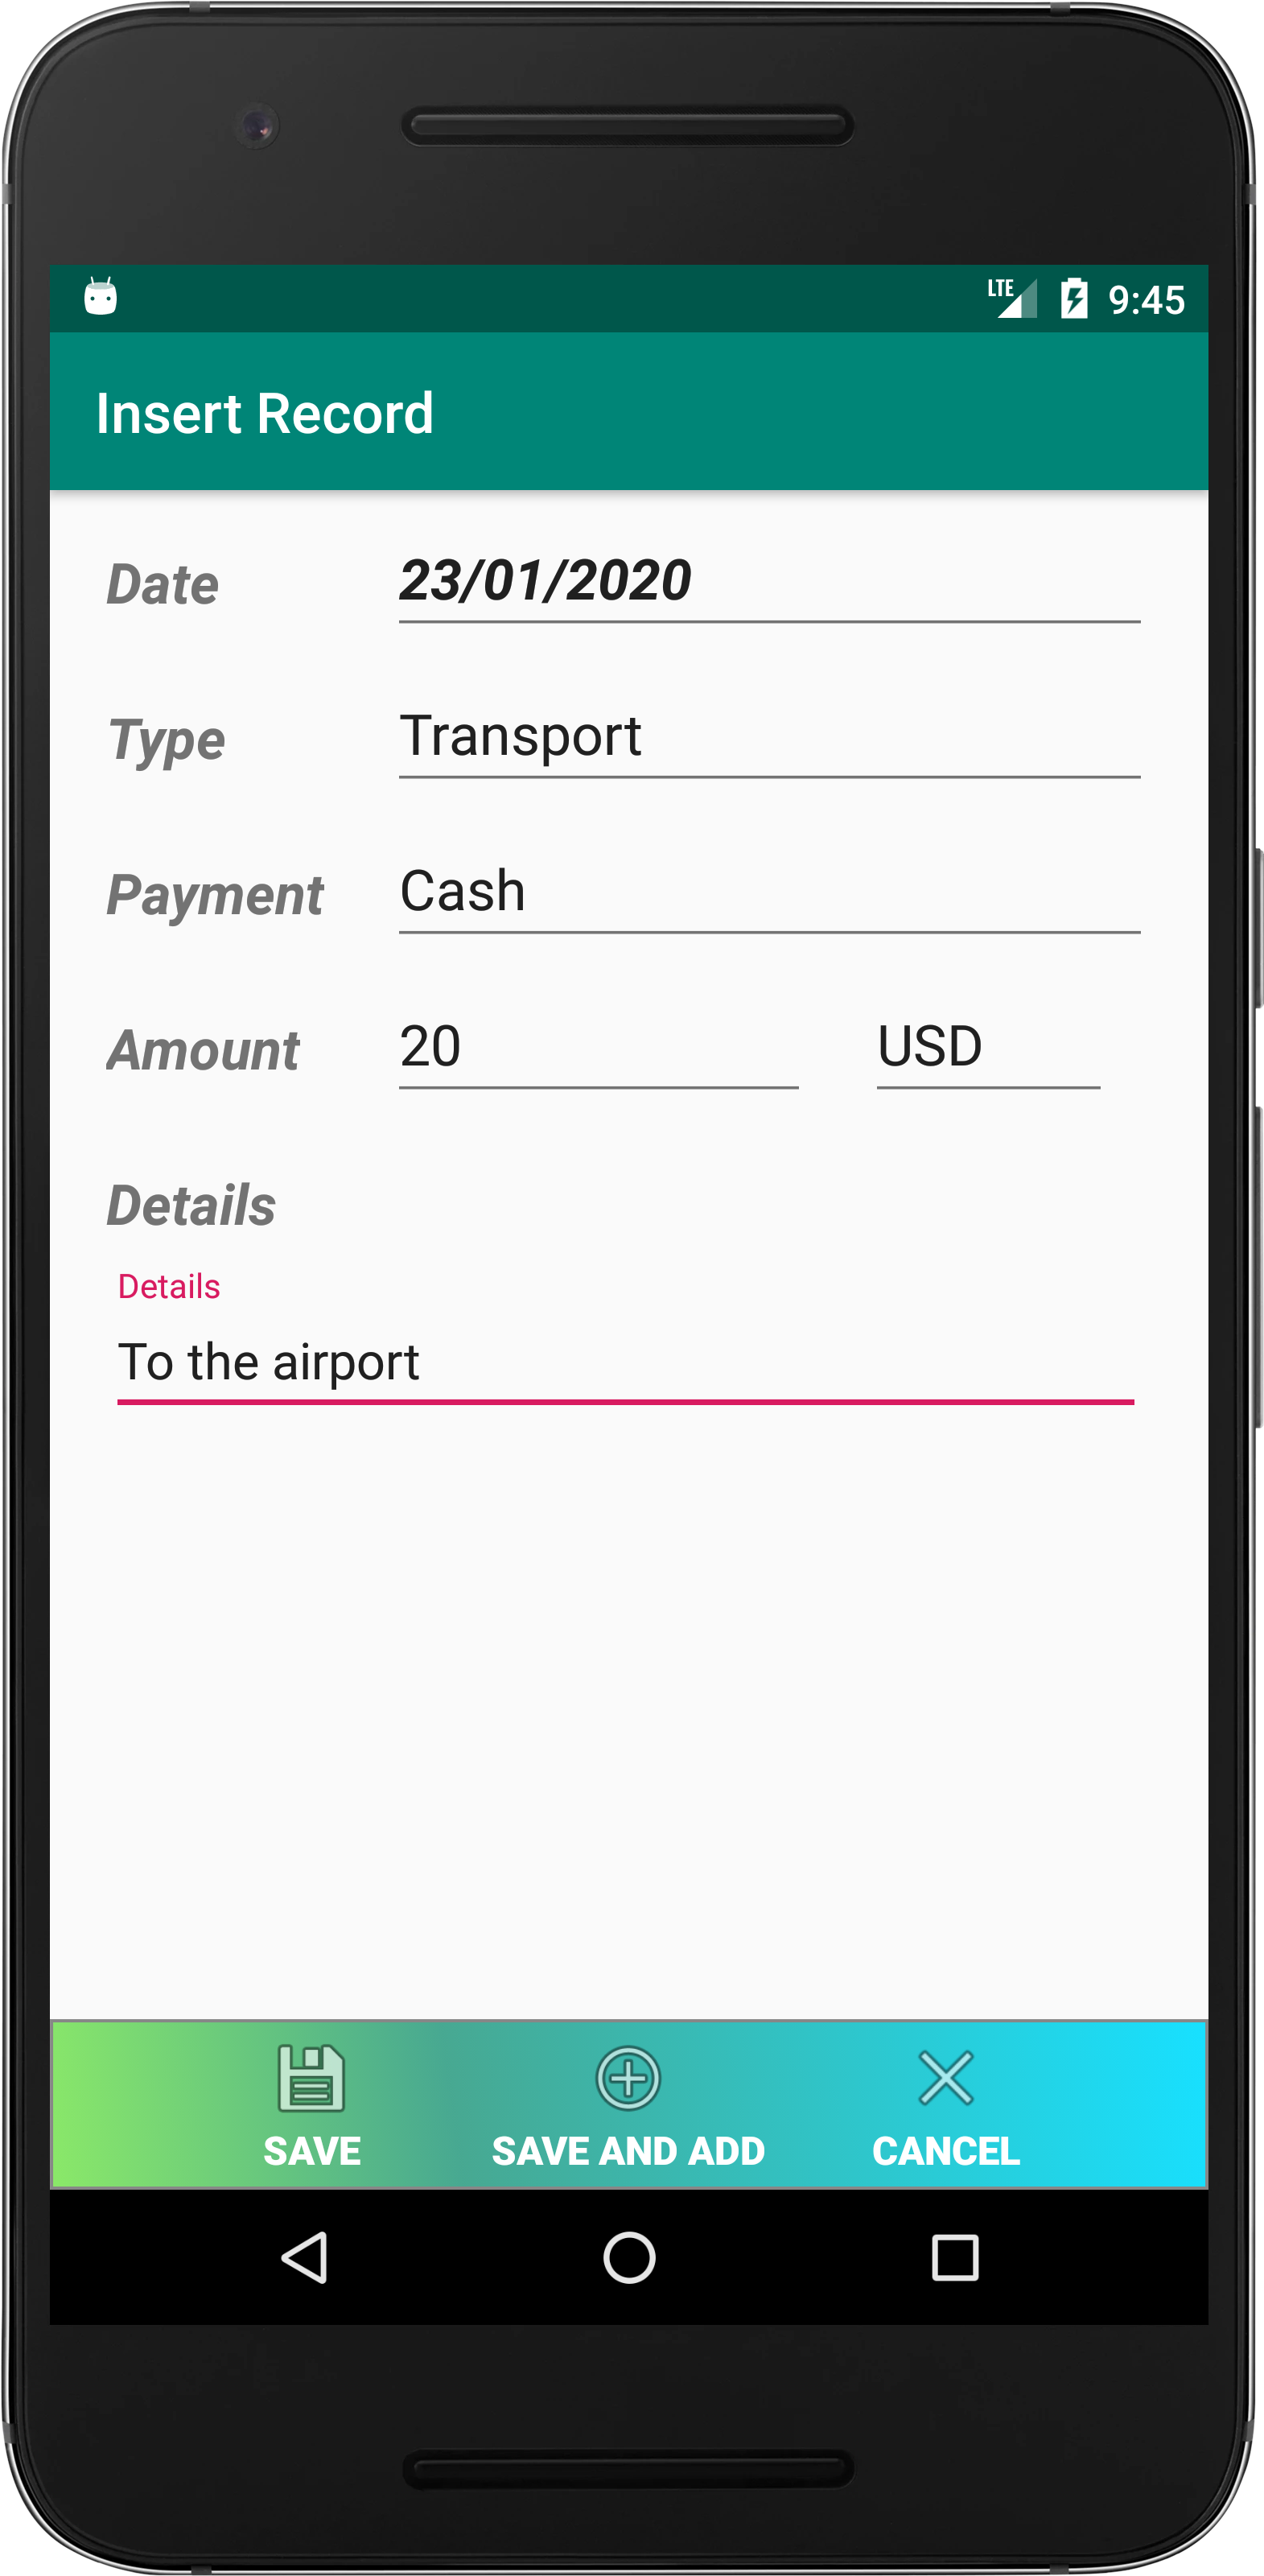 LTE 9:45
Insert Record
Date 23/01/2020
Type Transport
Payment Cash
Amount 20 USD
Details
Details
To the airport
SAVE SAVE AND ADD CANCEL